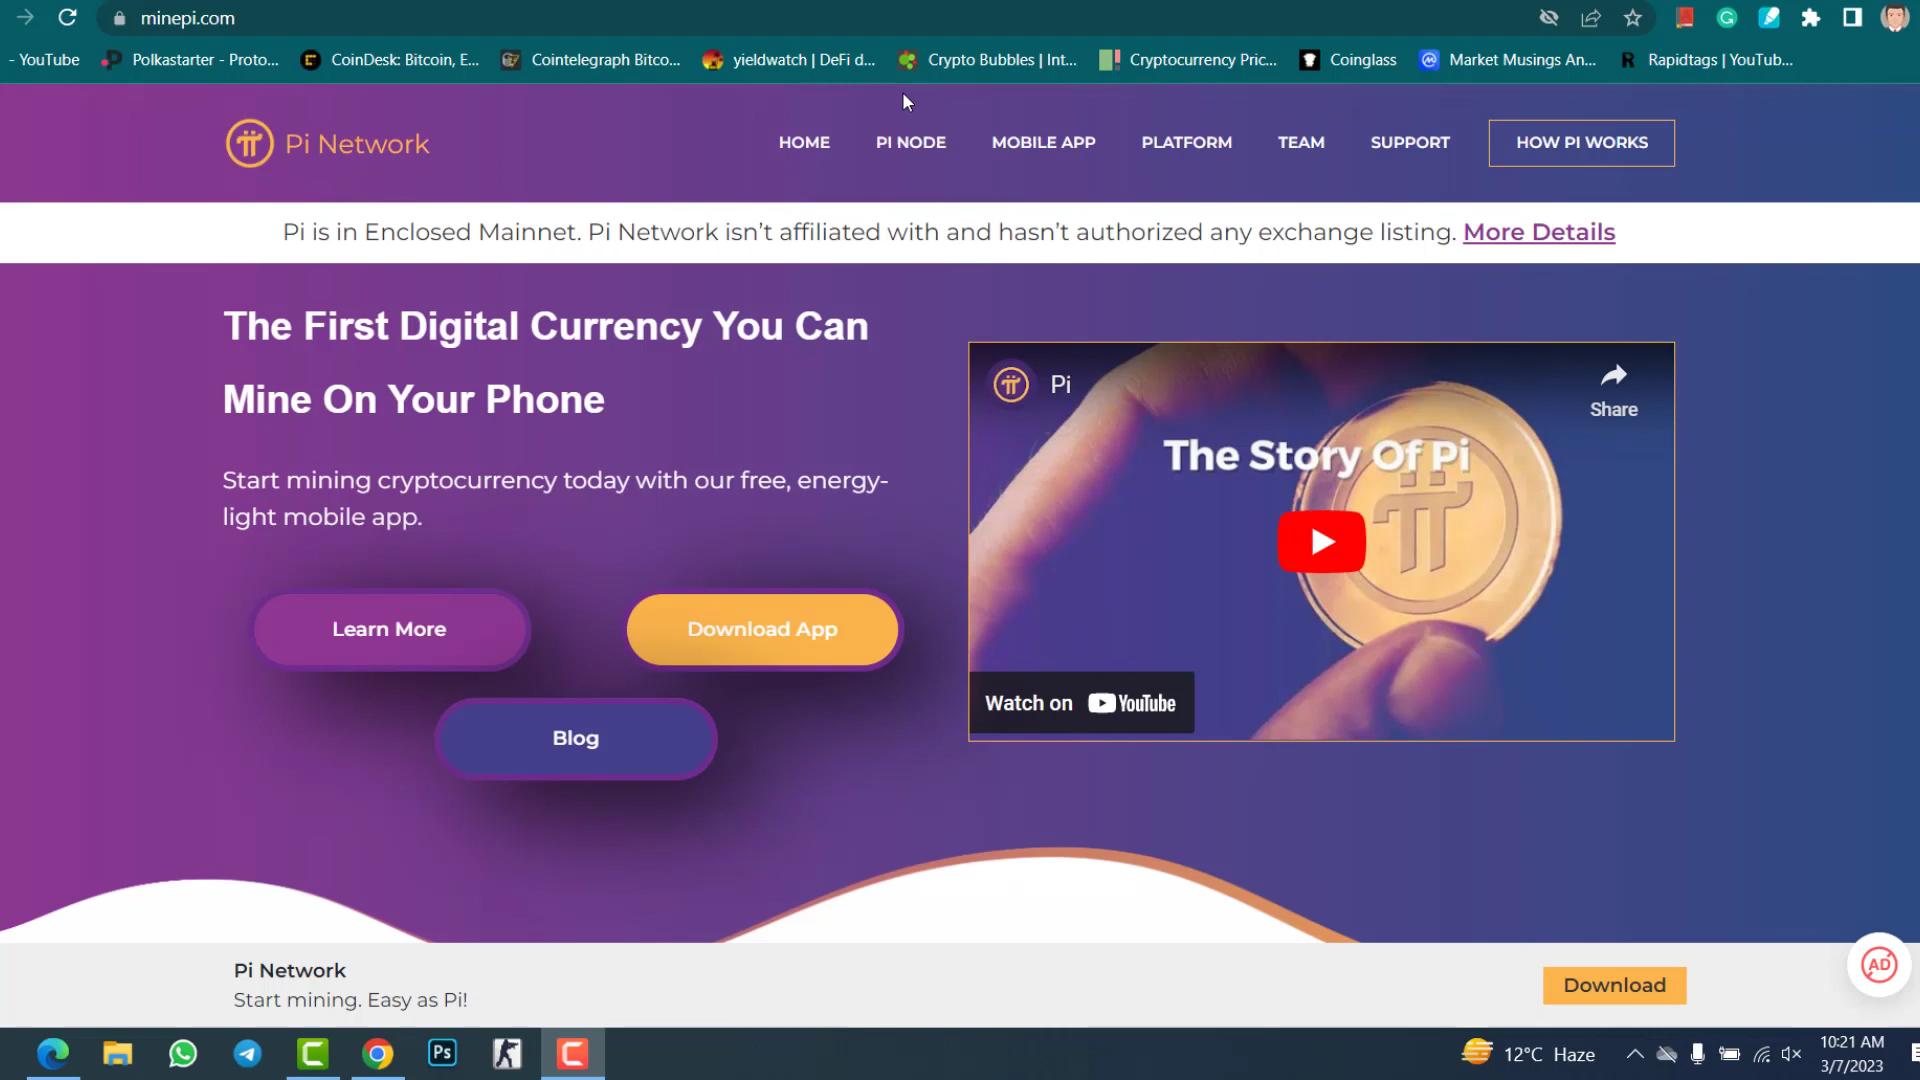 minepi.com
- YouTube Polkastarter - Proto... CoinDesk: Bitcoin, E... Cointelegraph Bitco... yieldwatch | DeFi d... Crypto Bubbles | Int... Cryptocurrency Pric... Coinglass Market Musings An... Rapidtags | YouTub...
Pi Network HOME PI NODE MOBILE APP PLATFORM TEAM SUPPORT HOW PI WORKS
Pi is in Enclosed Mainnet. Pi Network isn't affiliated with and hasn't authorized any exchange listing. More Details
The First Digital Currency You Can
Mine On Your Phone
Start mining cryptocurrency today with our free, energy-
light mobile app.
Learn More Download App
Blog
Pi
Share
The Story Of Pi
Watch on YouTube
Pi Network
Start mining. Easy as Pi!
Download
AD
Ps
12°C Haze
10:21 AM
3/7/2023